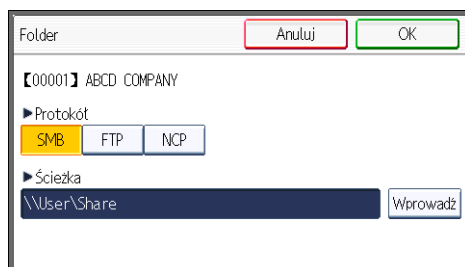 Folder Anuluj OK
【00001】 ABCD COMPANY
►Protokół
SMB FTP NCP
►Ścieżka
\\User\Share Wprowadź